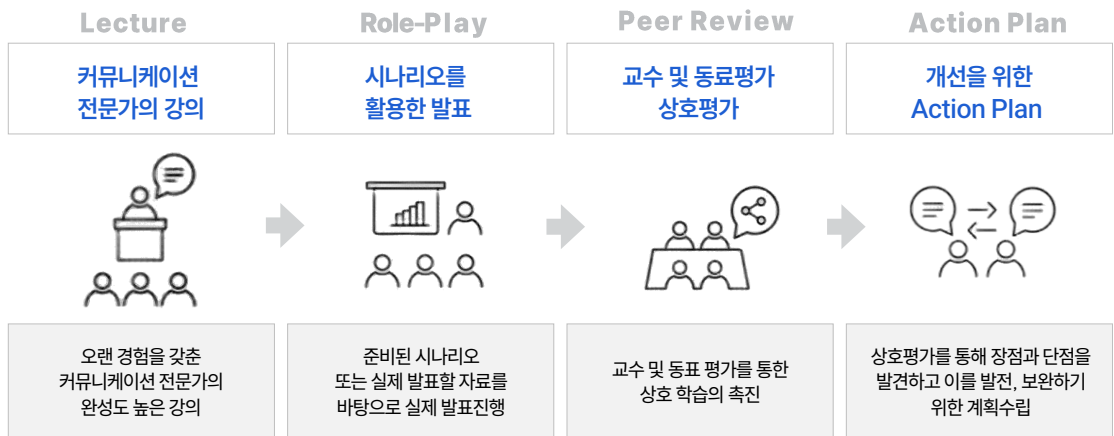 Lecture
Role-Play
Peer Review
Action Plan
커뮤니케이션
전문가의 강의
시나리오를
활용한 발표
교수 및 동료평가
상호평가
개선을 위한
Action Plan
오랜 경험을 갖춘
커뮤니케이션 전문가의
완성도 높은 강의
준비된 시나리오
또는 실제 발표할 자료를
바탕으로 실제 발표진행
교수 및 동표 평가를 통한
상호 학습의 촉진
상호평가를 통해 장점과 단점을
발견하고 이를 발전, 보완하기
위한 계획수립